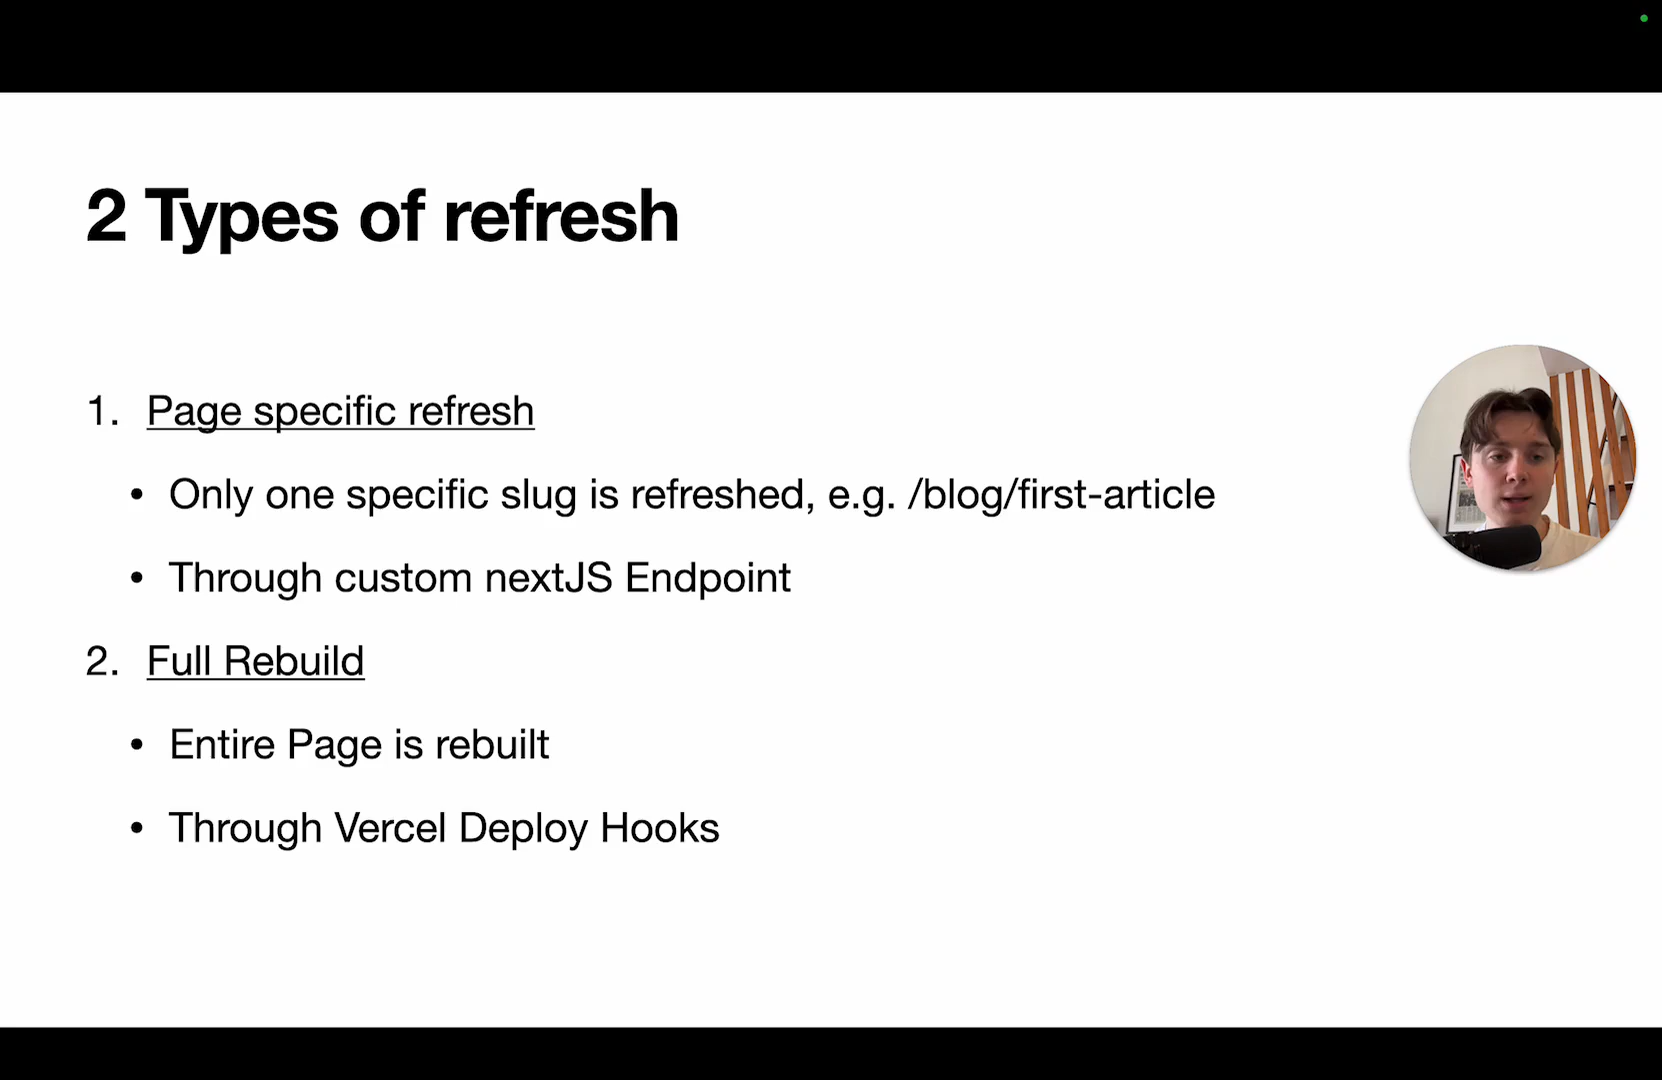 2 Types of refresh
1. Page specific refresh
• Only one specific slug is refreshed, e.g. /blog/first-article
• Through custom nextJS Endpoint
2. Full Rebuild
• Entire Page is rebuilt
• Through Vercel Deploy Hooks